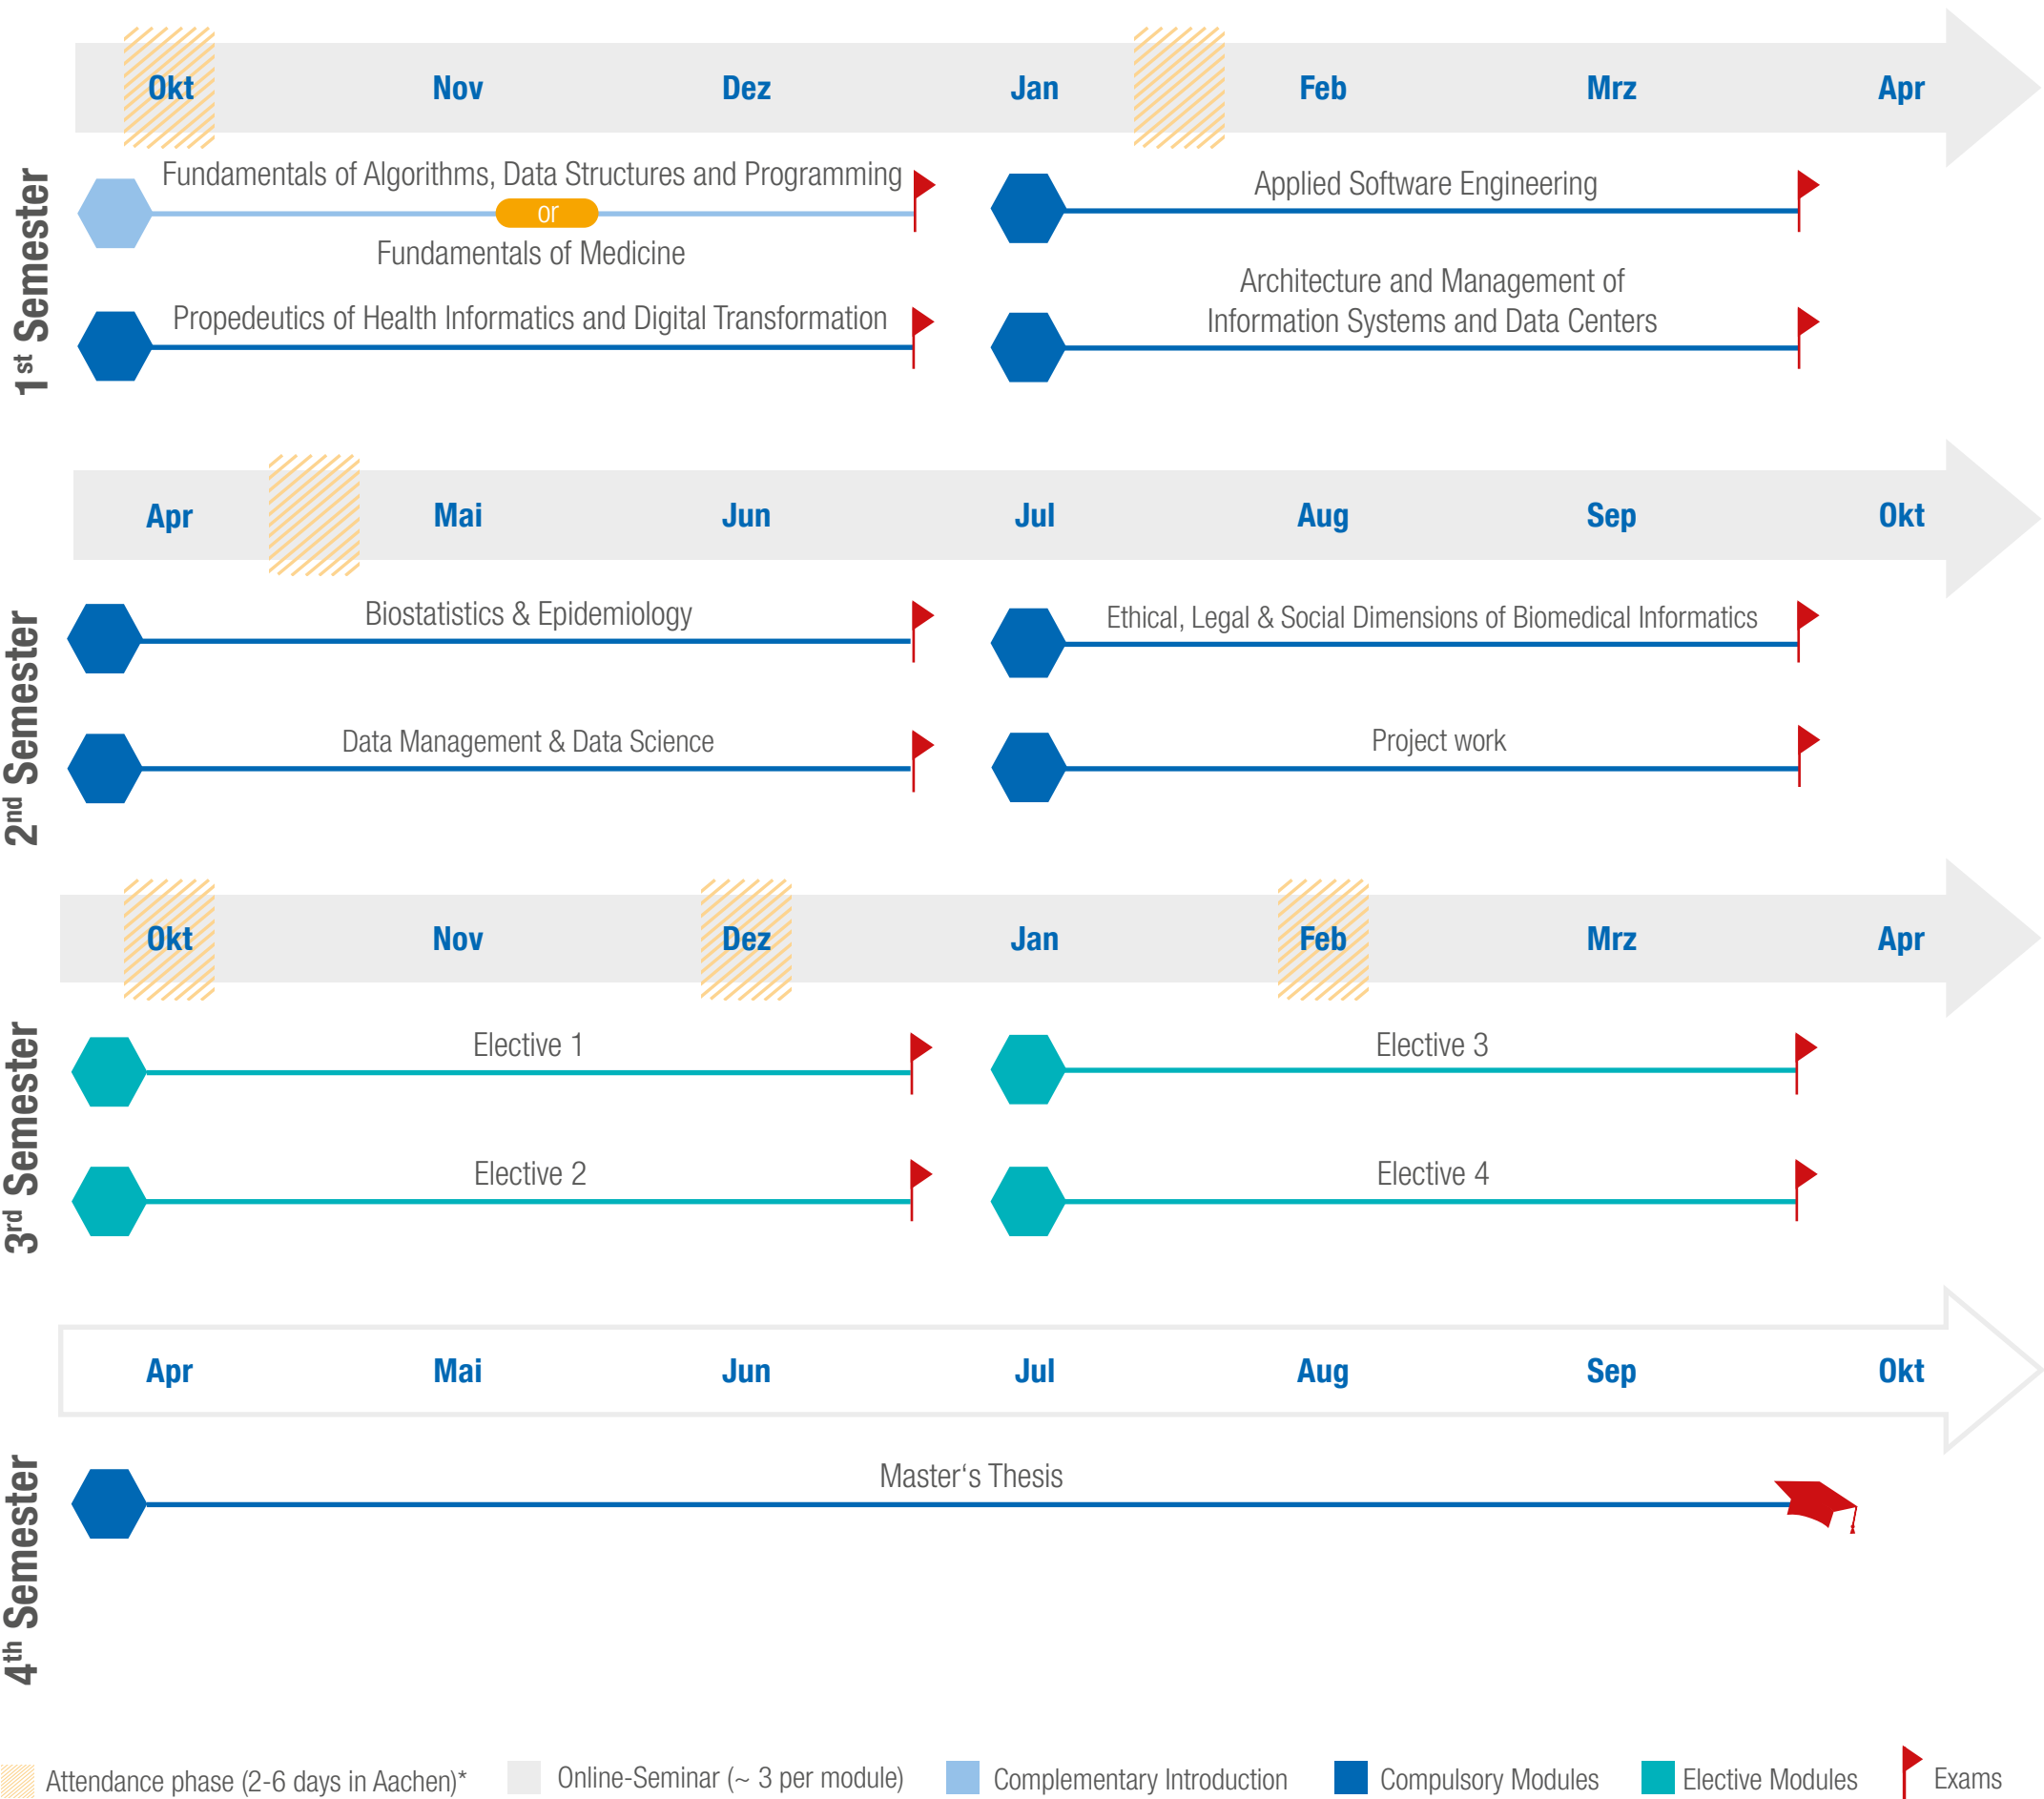 Okt Nov Dez Jan Feb Mrz Apr
1st Semester
Fundamentals of Algorithms, Data Structures and Programming
or
Fundamentals of Medicine
Propedeutics of Health Informatics and Digital Transformation
Applied Software Engineering
Architecture and Management of
Information Systems and Data Centers
Apr Mai Jun Jul Aug Sep Okt
2nd Semester
Biostatistics & Epidemiology
Ethical, Legal & Social Dimensions of Biomedical Informatics
Data Management & Data Science
Project work
Okt Nov Dez Jan Feb Mrz Apr
3rd Semester
Elective 1
Elective 3
Elective 2
Elective 4
Apr Mai Jun Jul Aug Sep Okt
4th Semester
Master‘s Thesis
Attendance phase (2-6 days in Aachen)*
Online-Seminar (~ 3 per module)
Complementary Introduction
Compulsory Modules
Elective Modules
Exams